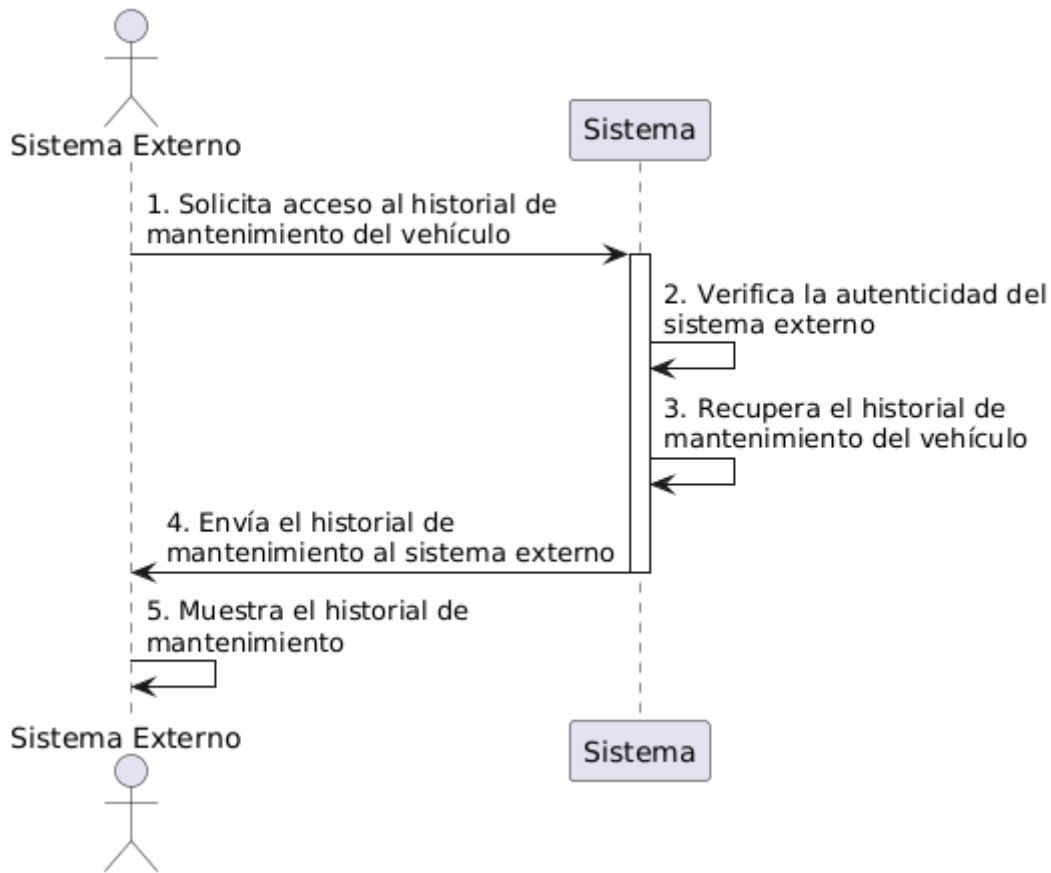 Sistema Externo
Sistema
1. Solicita acceso al historial de
mantenimiento del vehículo
2. Verifica la autenticidad del
sistema externo
3. Recupera el historial de
mantenimiento del vehículo
4. Envía el historial de
mantenimiento al sistema externo
5. Muestra el historial de
mantenimiento
Sistema Externo
Sistema